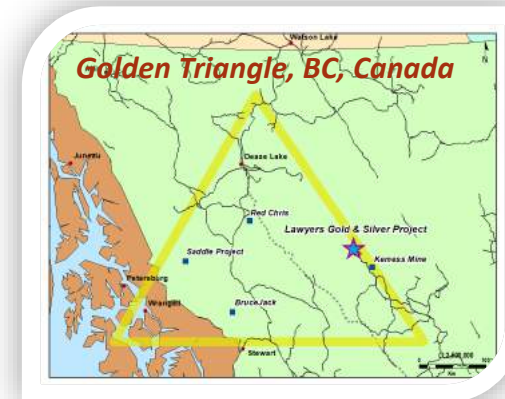 Watson Lake
Golden Triangle, BC, Canada
N
Juneau
Dease Lake
Red Chris
Lawyers Gold & Silver Project
Saddle Project
Kemess Mine
Petersburg
Wrangell
BruceJack
Stewart